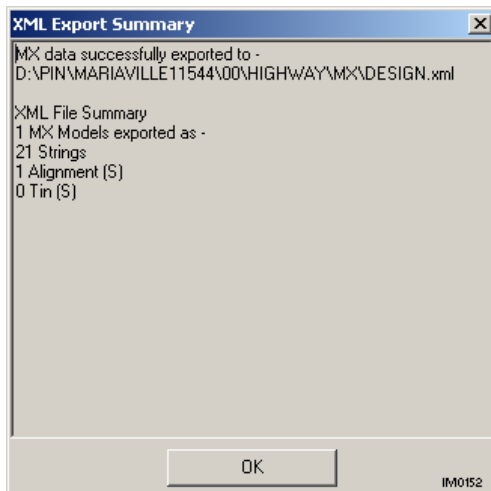 XML Export Summary
MX data successfully exported to -
D:\PIN\MARIAVILLE11544\00\HIGHWAY\MX\DESIGN.xml
XML File Summary
1 MX Models exported as -
21 Strings
1 Alignment (S)
0 Tin (S)
OK
IM0152